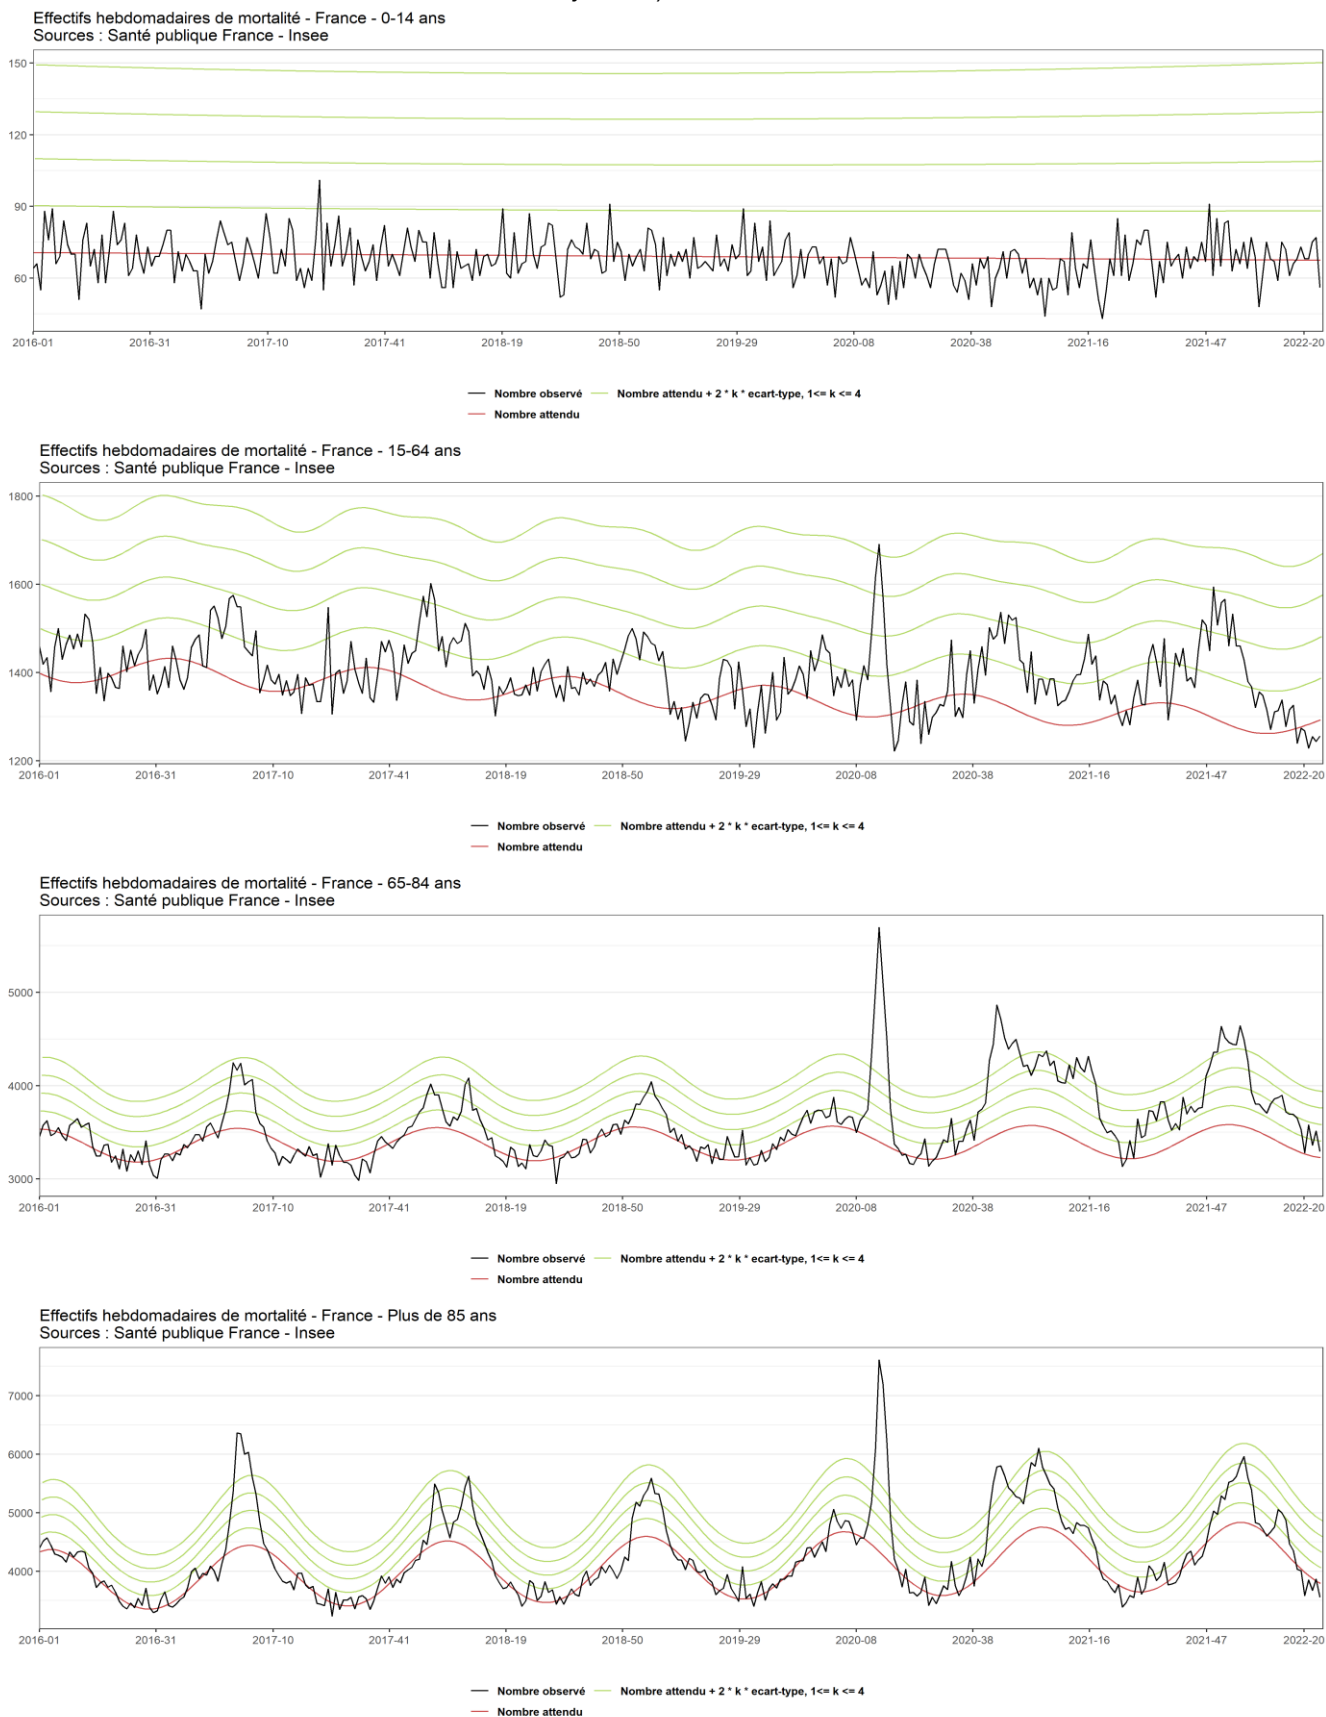 Effectifs hebdomadaires de mortalité - France - 0-14 ans
Sources : Santé publique France - Insee
150
120
90
60
2016-01 2016-31 2017-10 2017-41 2018-19 2018-50 2019-29 2020-08 2020-38 2021-16 2021-47 2022-20
Nombre observé Nombre attendu + 2 * k * ecart-type, 1<= k <= 4
Nombre attendu
Effectifs hebdomadaires de mortalité - France - 15-64 ans
Sources : Santé publique France - Insee
1800
1600
1400
1200
2016-01 2016-31 2017-10 2017-41 2018-19 2018-50 2019-29 2020-08 2020-38 2021-16 2021-47 2022-20
Nombre observé Nombre attendu + 2 * k * ecart-type, 1<= k <= 4
Nombre attendu
Effectifs hebdomadaires de mortalité - France - 65-84 ans
Sources : Santé publique France - Insee
5000
4000
3000
2016-01 2016-31 2017-10 2017-41 2018-19 2018-50 2019-29 2020-08 2020-38 2021-16 2021-47 2022-20
Nombre observé Nombre attendu + 2 * k * ecart-type, 1<= k <= 4
Nombre attendu
Effectifs hebdomadaires de mortalité - France - Plus de 85 ans
Sources : Santé publique France - Insee
7000
6000
5000
4000
2016-01 2016-31 2017-10 2017-41 2018-19 2018-50 2019-29 2020-08 2020-38 2021-16 2021-47 2022-20
Nombre observé Nombre attendu + 2 * k * ecart-type, 1<= k <= 4
Nombre attendu